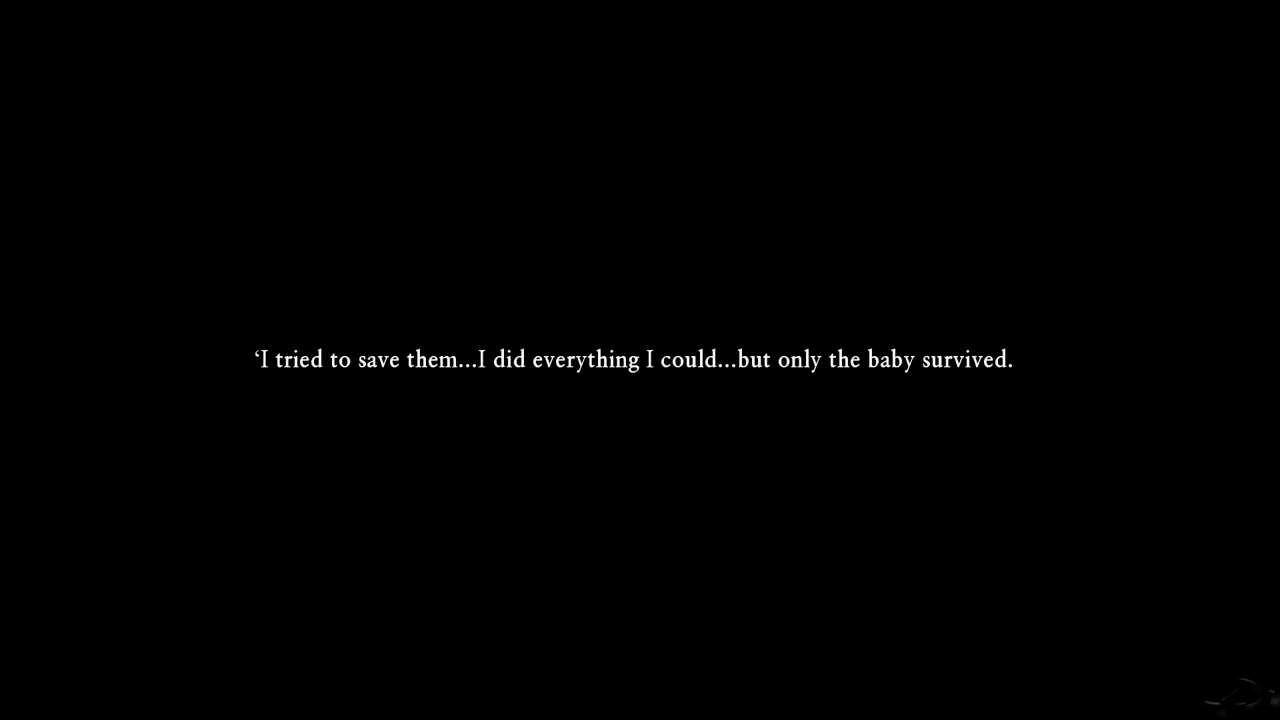 ‘I tried to save them...I did everything I could...but only the baby survived.